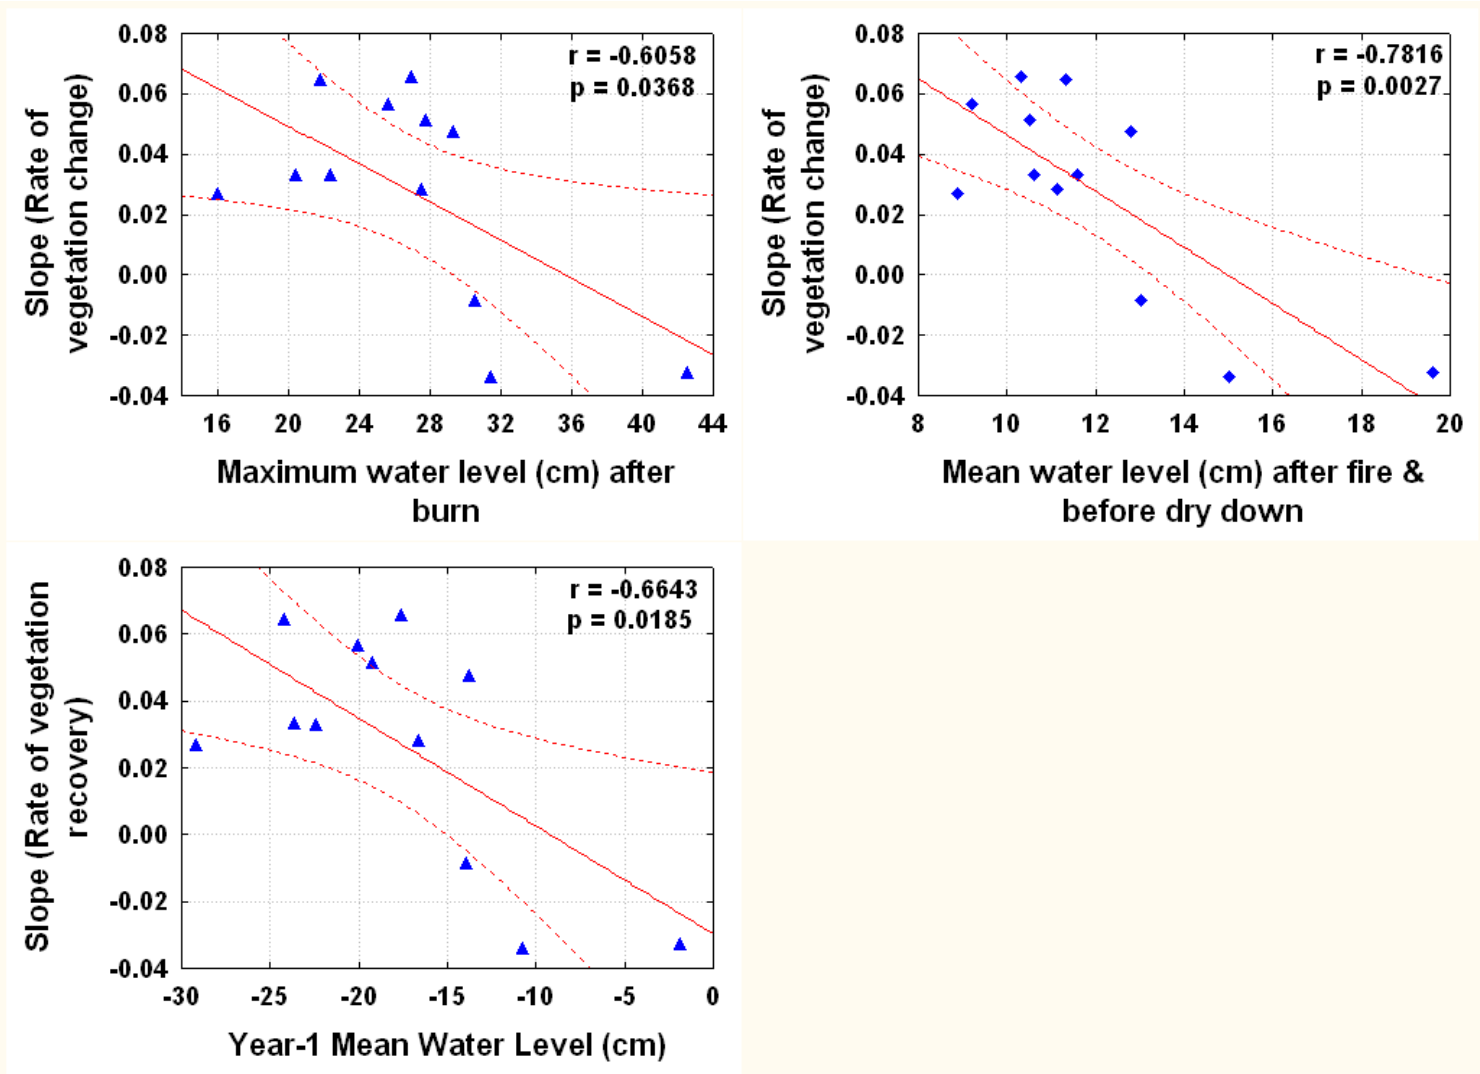 0.08
0.06
0.04
0.02
0.00
-0.02
-0.04
Slope (Rate of
vegetation change)
r = -0.6058
p = 0.0368
16 20 24 28 32 36 40 44
Maximum water level (cm) after
burn
0.08
0.06
0.04
0.02
0.00
-0.02
-0.04
Slope (Rate of
vegetation change)
r = -0.7816
p = 0.0027
8 10 12 14 16 18 20
Mean water level (cm) after fire &
before dry down
0.08
0.06
0.04
0.02
0.00
-0.02
-0.04
Slope (Rate of vegetation
recovery)
r = -0.6643
p = 0.0185
-30 -25 -20 -15 -10 -5 0
Year-1 Mean Water Level (cm)